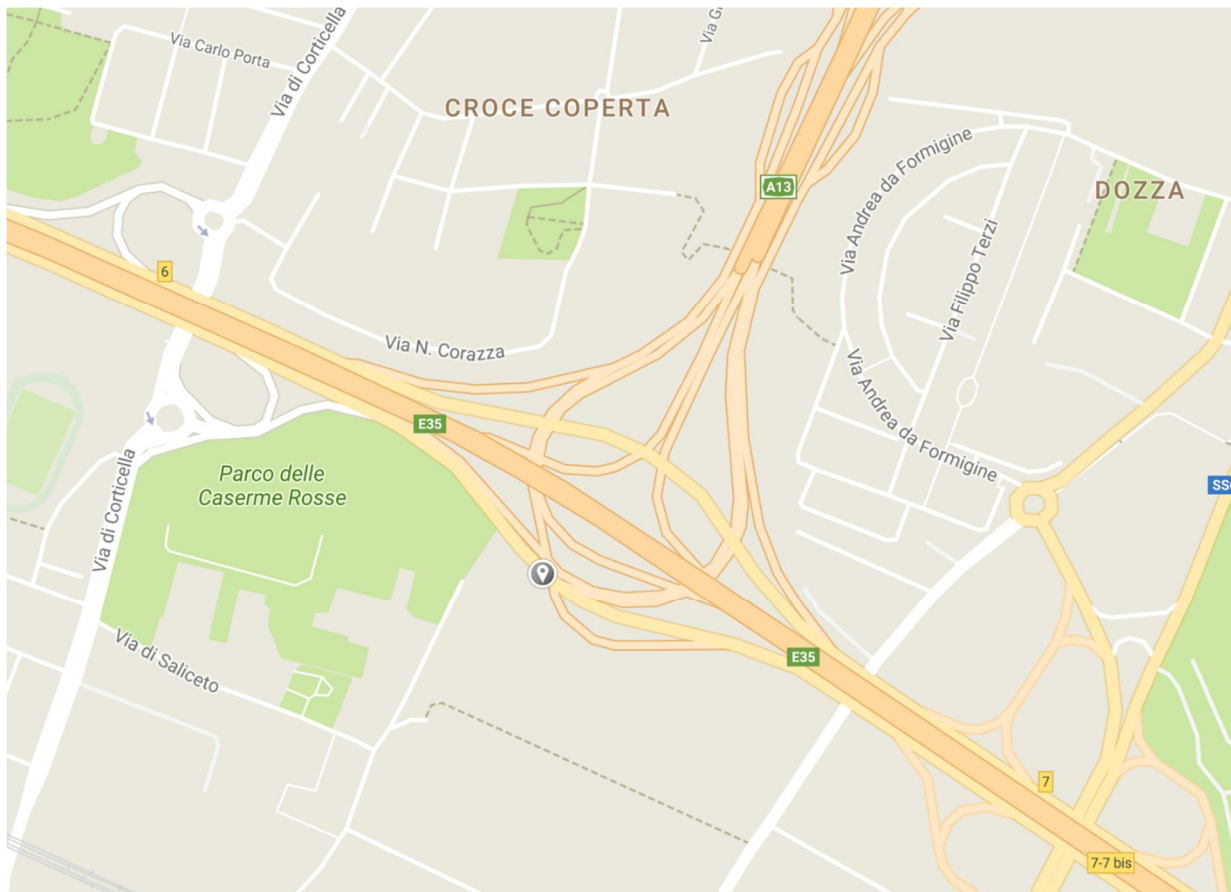 Via Carlo Porta
Via di Corticella
CROCE COPERTA
A13
Via Andrea da Formigine
DOZZA
Via Filippo Terzi
6
Via N. Corazza
Via Andrea da Formigine
E35
Parco delle
Caserme Rosse
Via di Corticella
Via di Saliceto
E35
7
7-7 bis